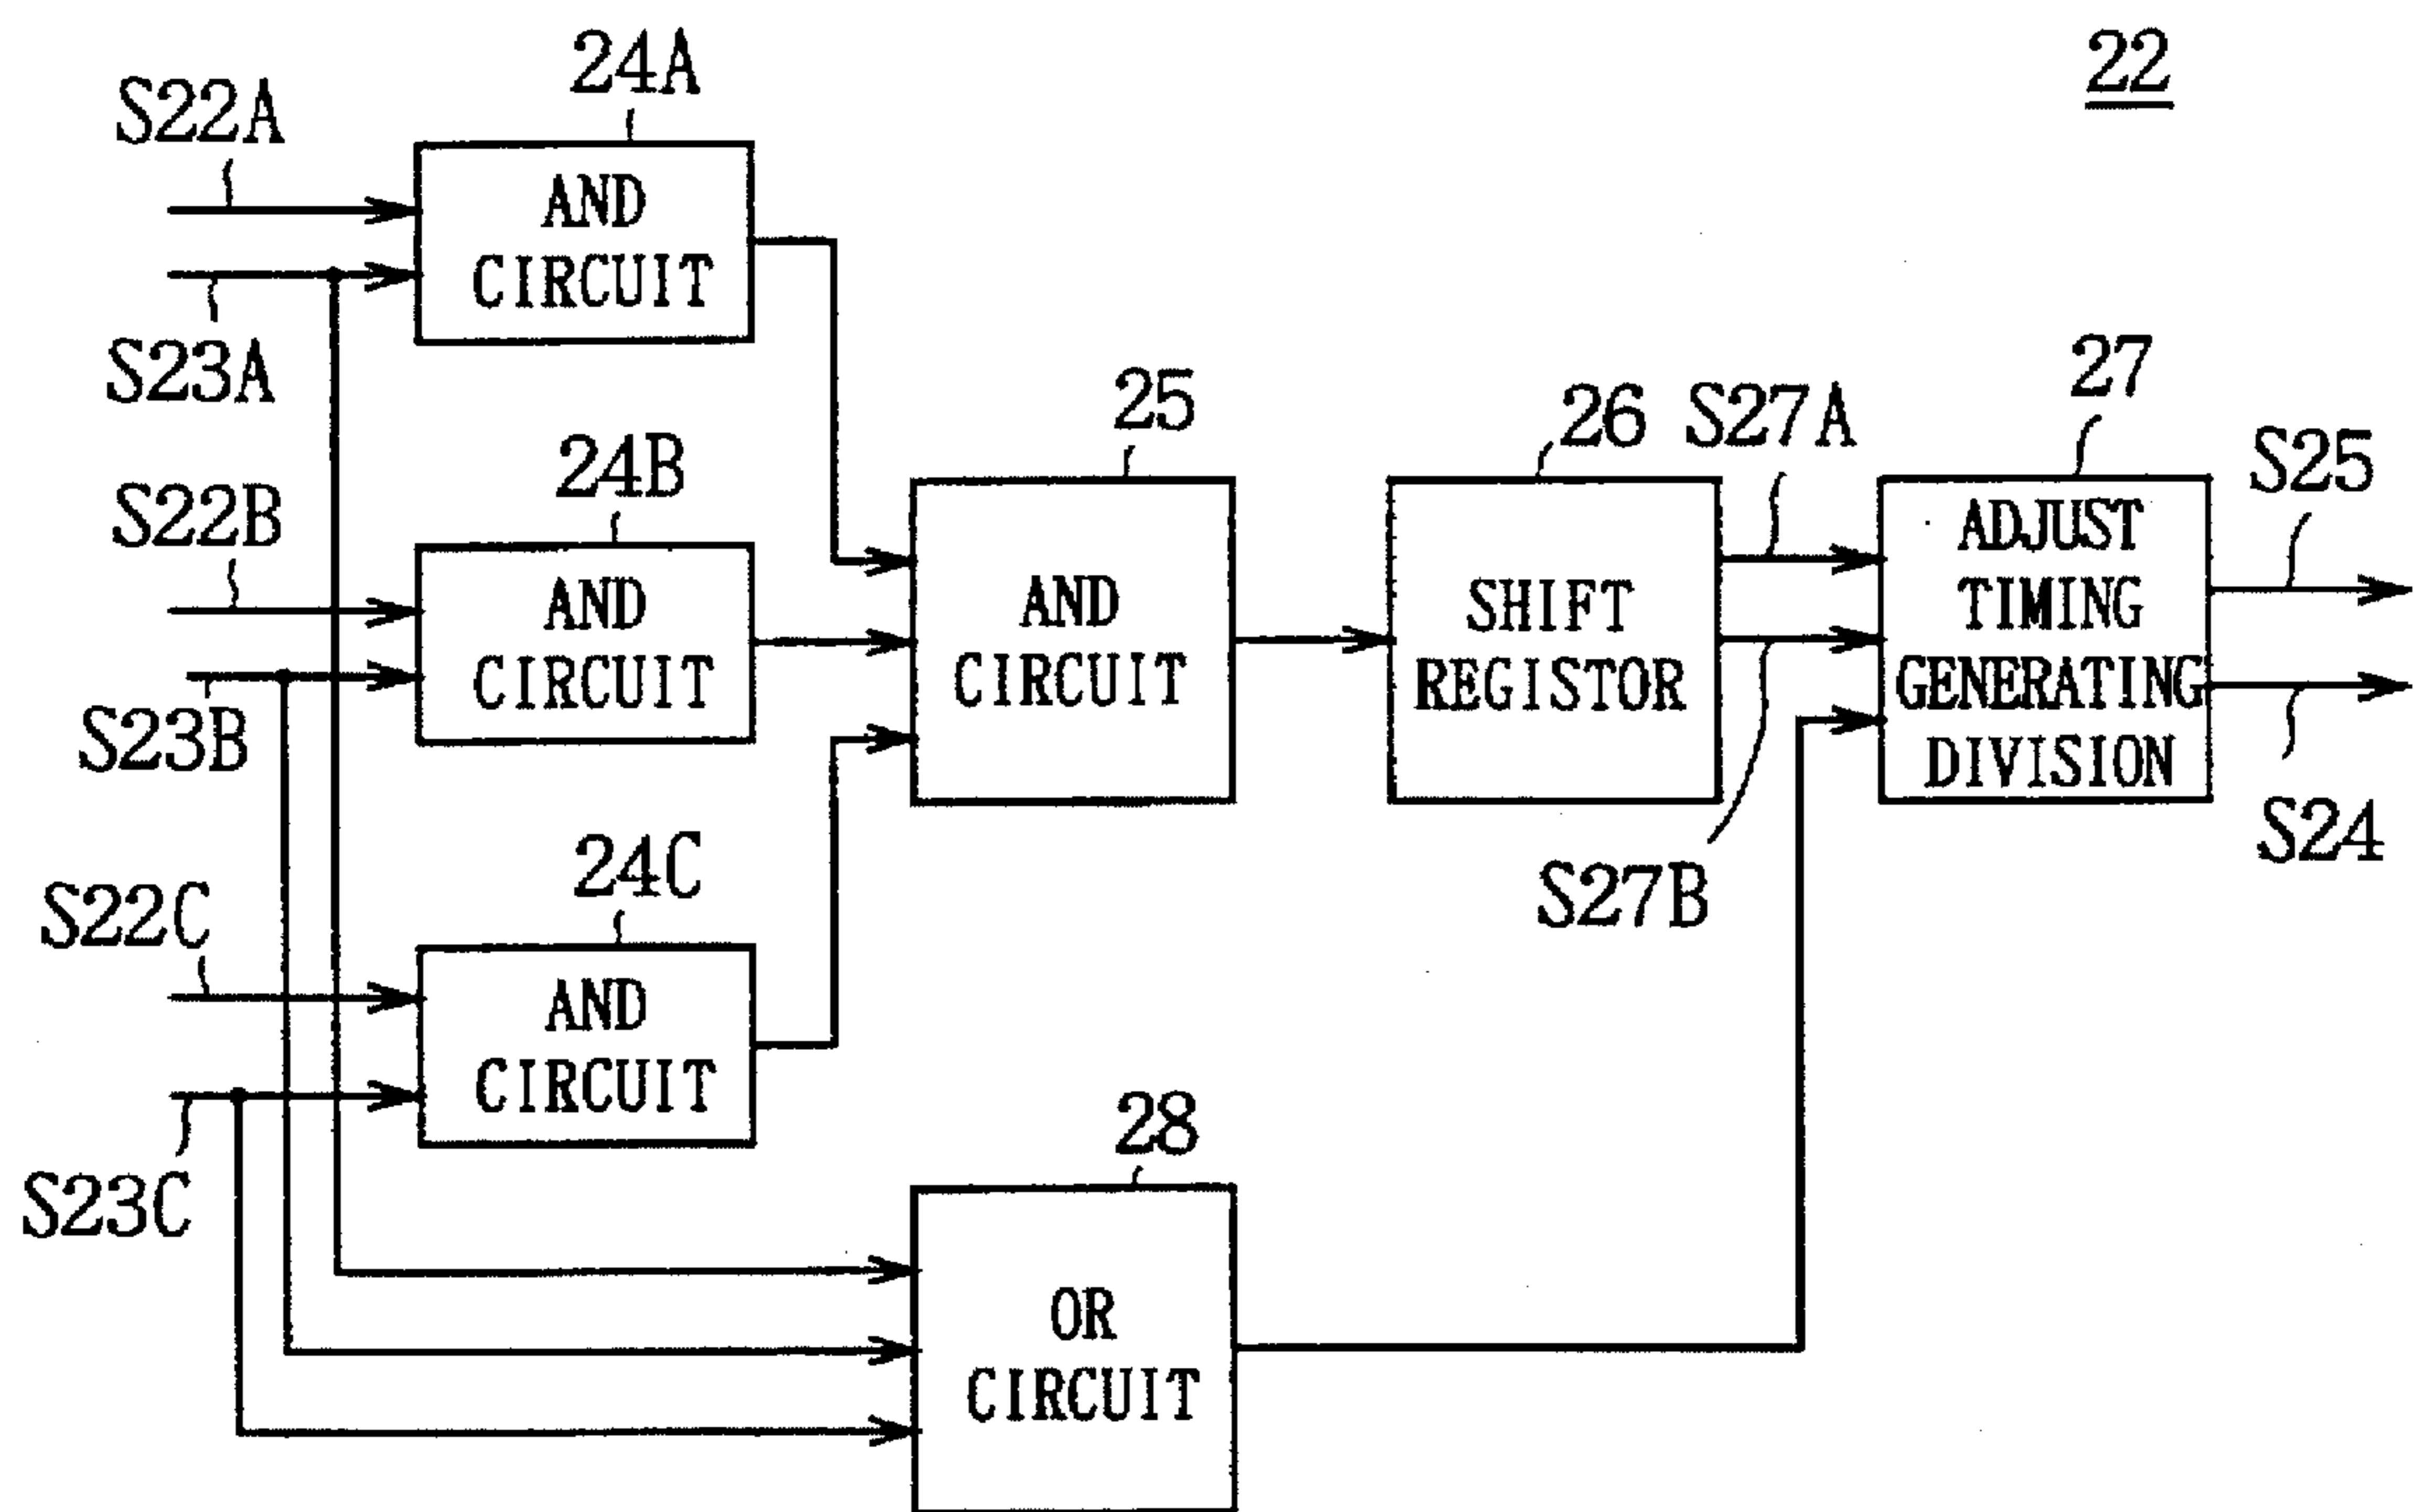 22
24A
S22A
AND
CIRCUIT
S23A
24B
S22B
AND
CIRCUIT
S23B
24C
S22C
AND
CIRCUIT
S23C
25
AND
CIRCUIT
26
SHIFT
REGISTOR
S27A
S27B
27
ADJUST
TIMING
GENERATING
DIVISION
S25
S24
28
OR
CIRCUIT